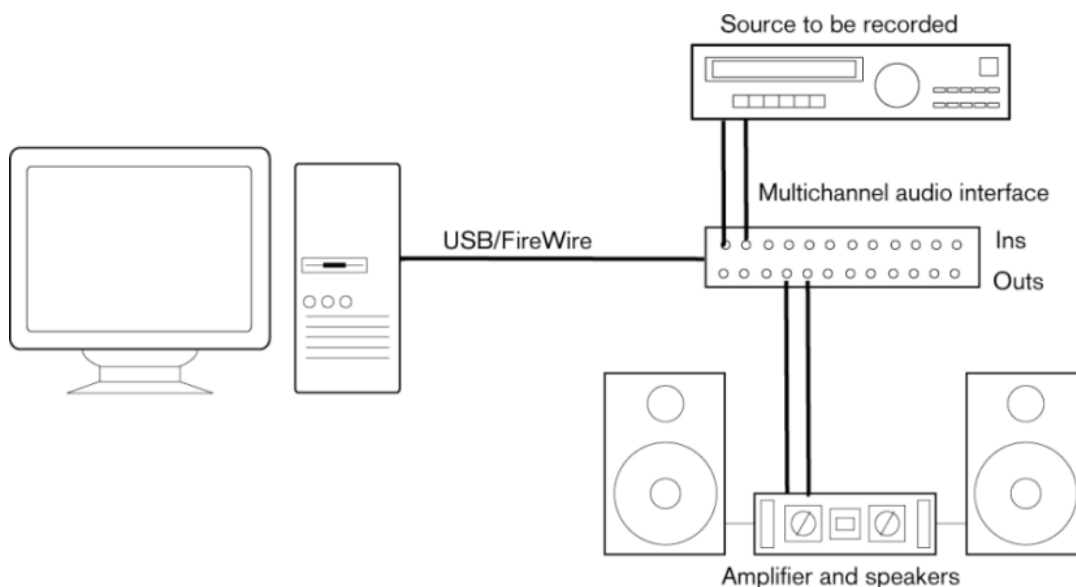 Source to be recorded
Multichannel audio interface
USB/FireWire
Ins
Outs
Amplifier and speakers